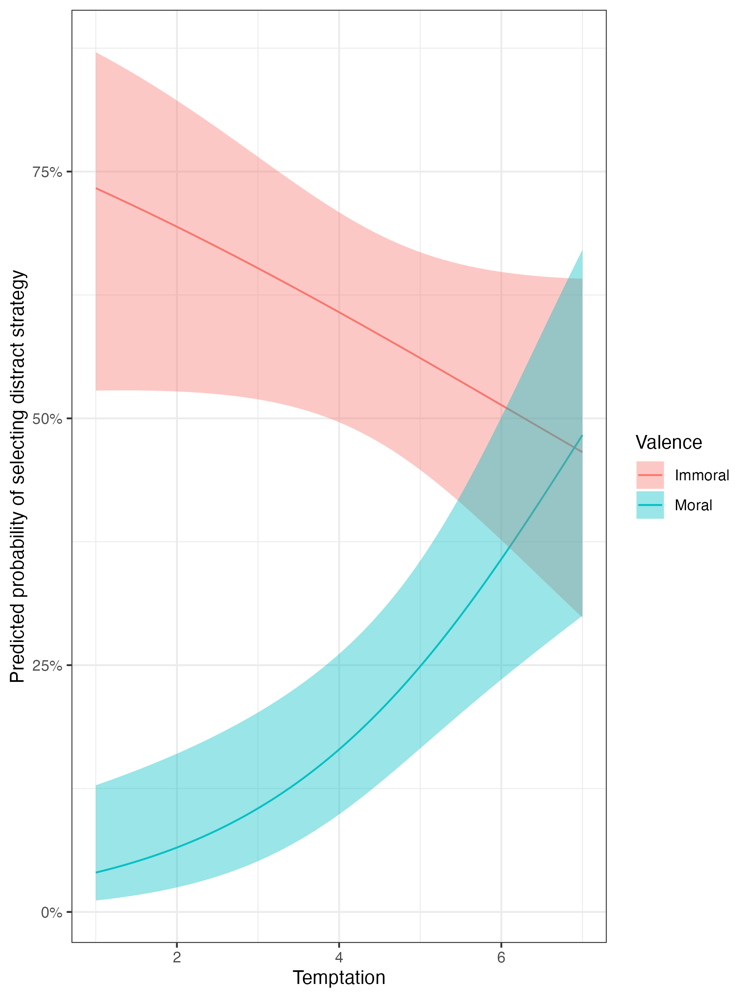 Predicted probability of selecting distract strategy
75%
50%
25%
0%
2
4
6
Temptation
Valence
Immoral
Moral